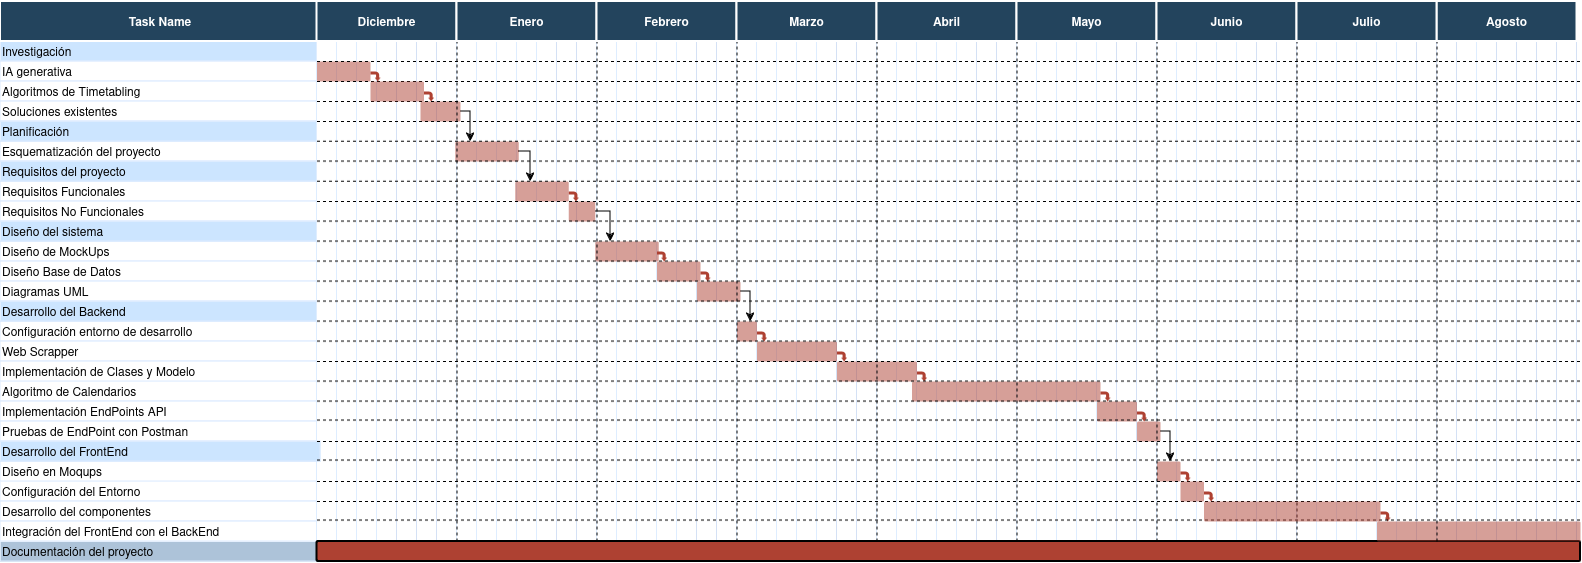 Task Name Diciembre Enero Febrero Marzo Abril Mayo Junio Julio Agosto
Investigación
IA generativa
Algoritmos de Timetabling
Soluciones existentes
Planificación
Esquematización del proyecto
Requisitos del proyecto
Requisitos Funcionales
Requisitos No Funcionales
Diseño del sistema
Diseño de MockUps
Diseño Base de Datos
Diagramas UML
Desarrollo del Backend
Configuración entorno de desarrollo
Web Scrapper
Implementación de Clases y Modelo
Algoritmo de Calendarios
Implementación EndPoints API
Pruebas de EndPoint con Postman
Desarrollo del FrontEnd
Diseño en Moqups
Configuración del Entorno
Desarrollo del componentes
Integración del FrontEnd con el BackEnd
Documentación del proyecto